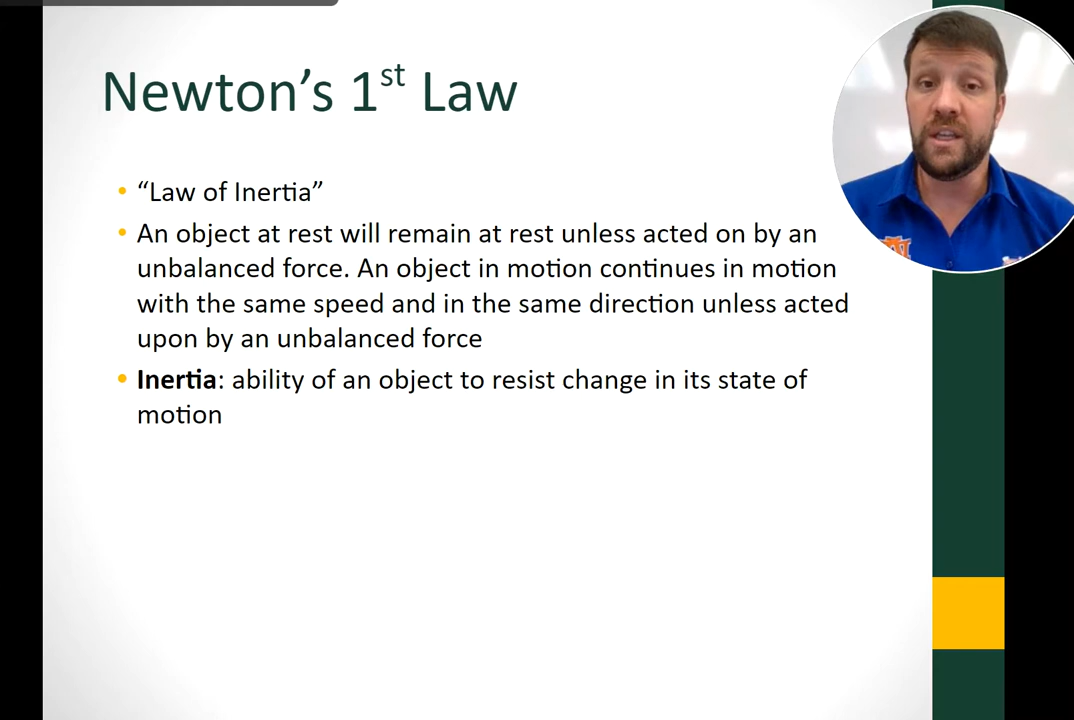 Newton’s 1st Law
• “Law of Inertia”
• An object at rest will remain at rest unless acted on by an
unbalanced force. An object in motion continues in motion
with the same speed and in the same direction unless acted
upon by an unbalanced force
• Inertia: ability of an object to resist change in its state of
motion